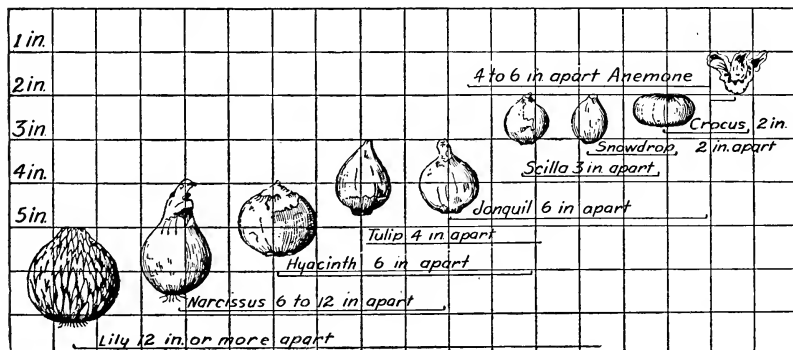 1 in.
4 to 6 in apart Anemone
2 in.
3 in.
Crocus, 2 in.
Snowdrop, 2 in. apart
4 in.
Scilla 3 in apart
Jonquil 6 in apart
5 in.
Tulip 4 in apart
Hyacinth 6 in apart
Narcissus 6 to 12 in apart
Lily 12 in. or more apart